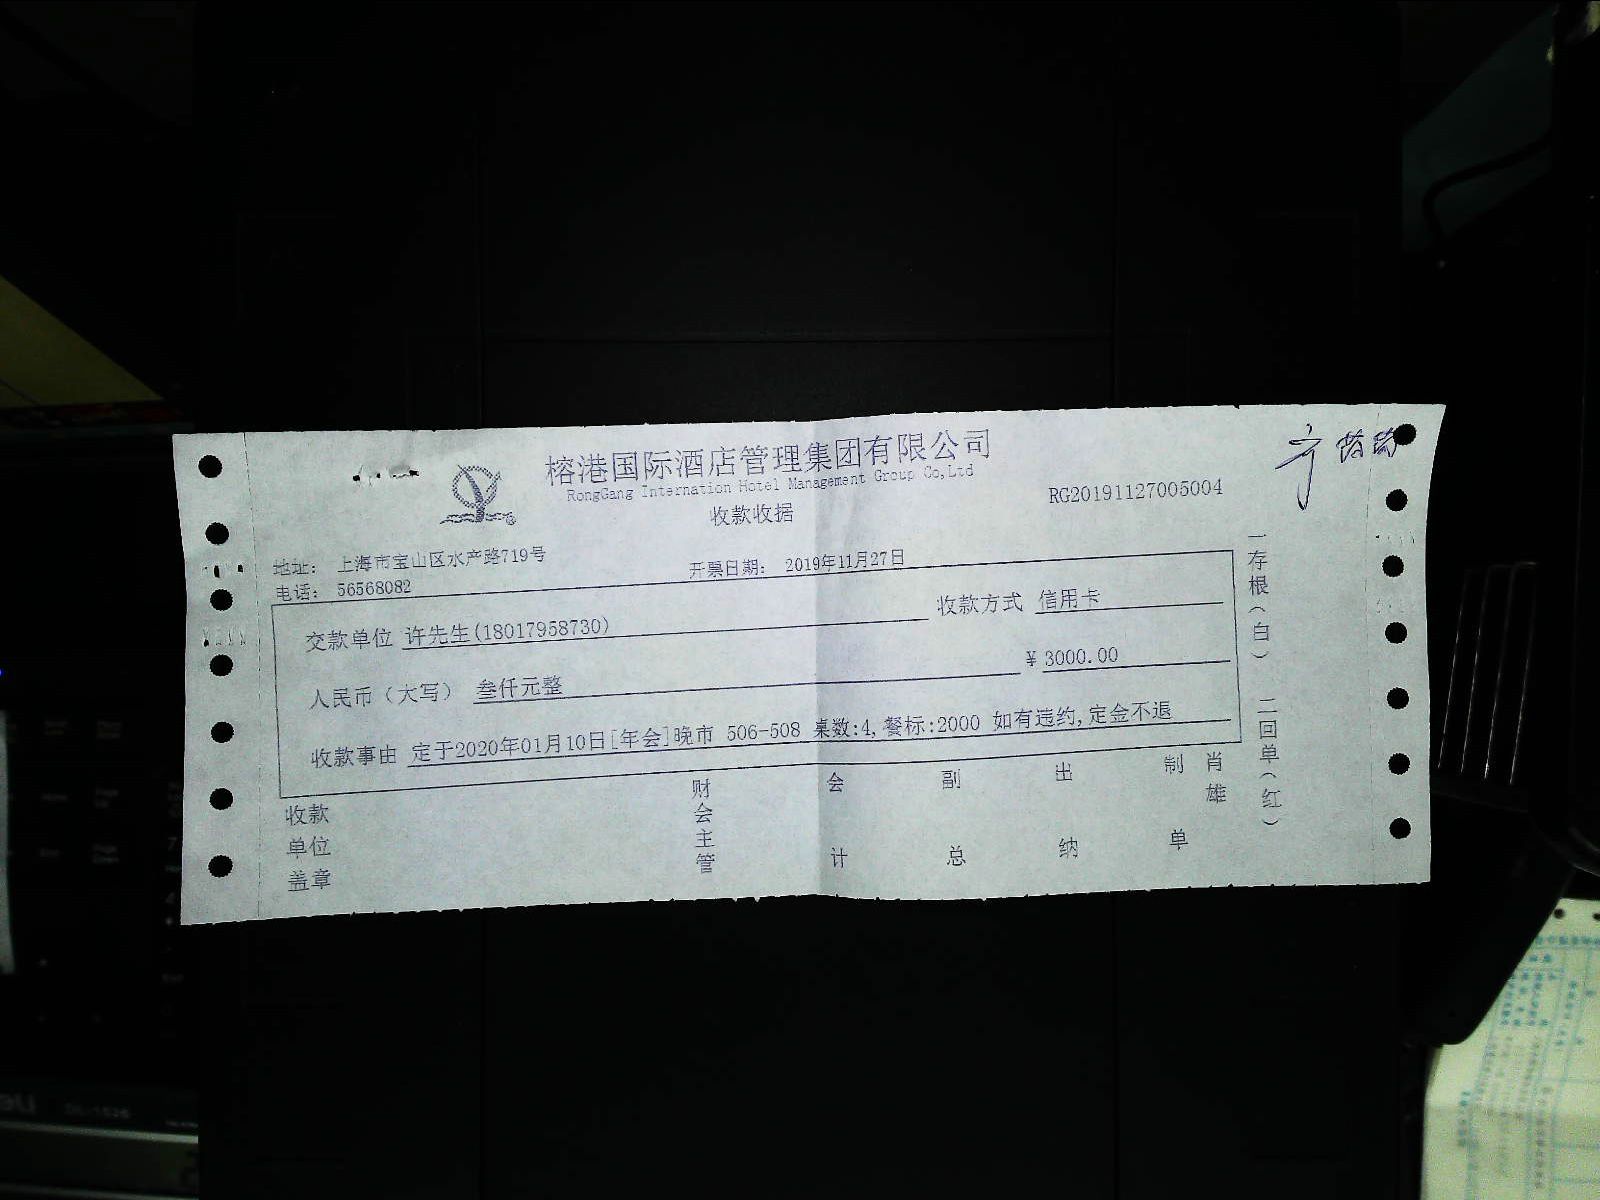 榕港国际酒店管理集团有限公司
RongGang Internation Hotel Management Group Co,Ltd
收款收据
RG20191127005004
地址: 上海市宝山区水产路719号
开票日期: 2019年11月27日
电话: 56568082
交款单位 许先生(18017958730)
收款方式 信用卡
人民币（大写） 叁仟元整
¥ 3000.00
收款事由 定于2020年01月10日[年会]晚市 506-508 桌数:4,餐标:2000 如有违约,定金不退
收款单位盖章
财会主管
会计
副总
出纳
制单
肖雄
一存根（白） 二回单（红）